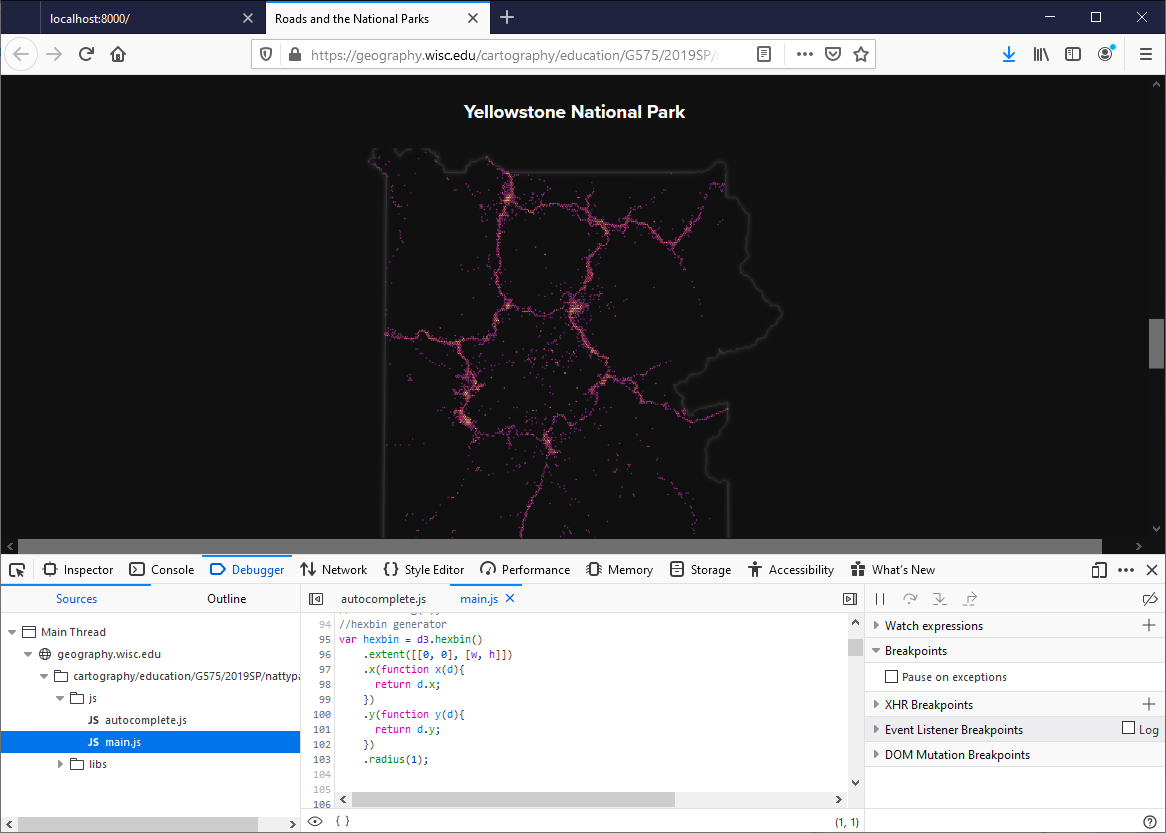 localhost:8000/
Roads and the National Parks
https://geography.wisc.edu/cartography/education/G575/2019SP/
Yellowstone National Park
Inspector Console Debugger Network Style Editor Performance Memory Storage Accessibility What's New
Sources Outline
autocomplete.js main.js
Main Thread
geography.wisc.edu
cartography/education/G575/2019SP/nattypa
js
JS autocomplete.js
JS main.js
libs
94 //hexbin generator
95 var hexbin = d3.hexbin()
96 .extent([[0, 0], [w, h]])
97 .x(function x(d){
98 return d.x;
99 })
100 .y(function y(d){
101 return d.y;
102 })
103 .radius(1);
104
105
106
{ } (1, 1)
Watch expressions
Breakpoints
Pause on exceptions
XHR Breakpoints
Event Listener Breakpoints Log
DOM Mutation Breakpoints